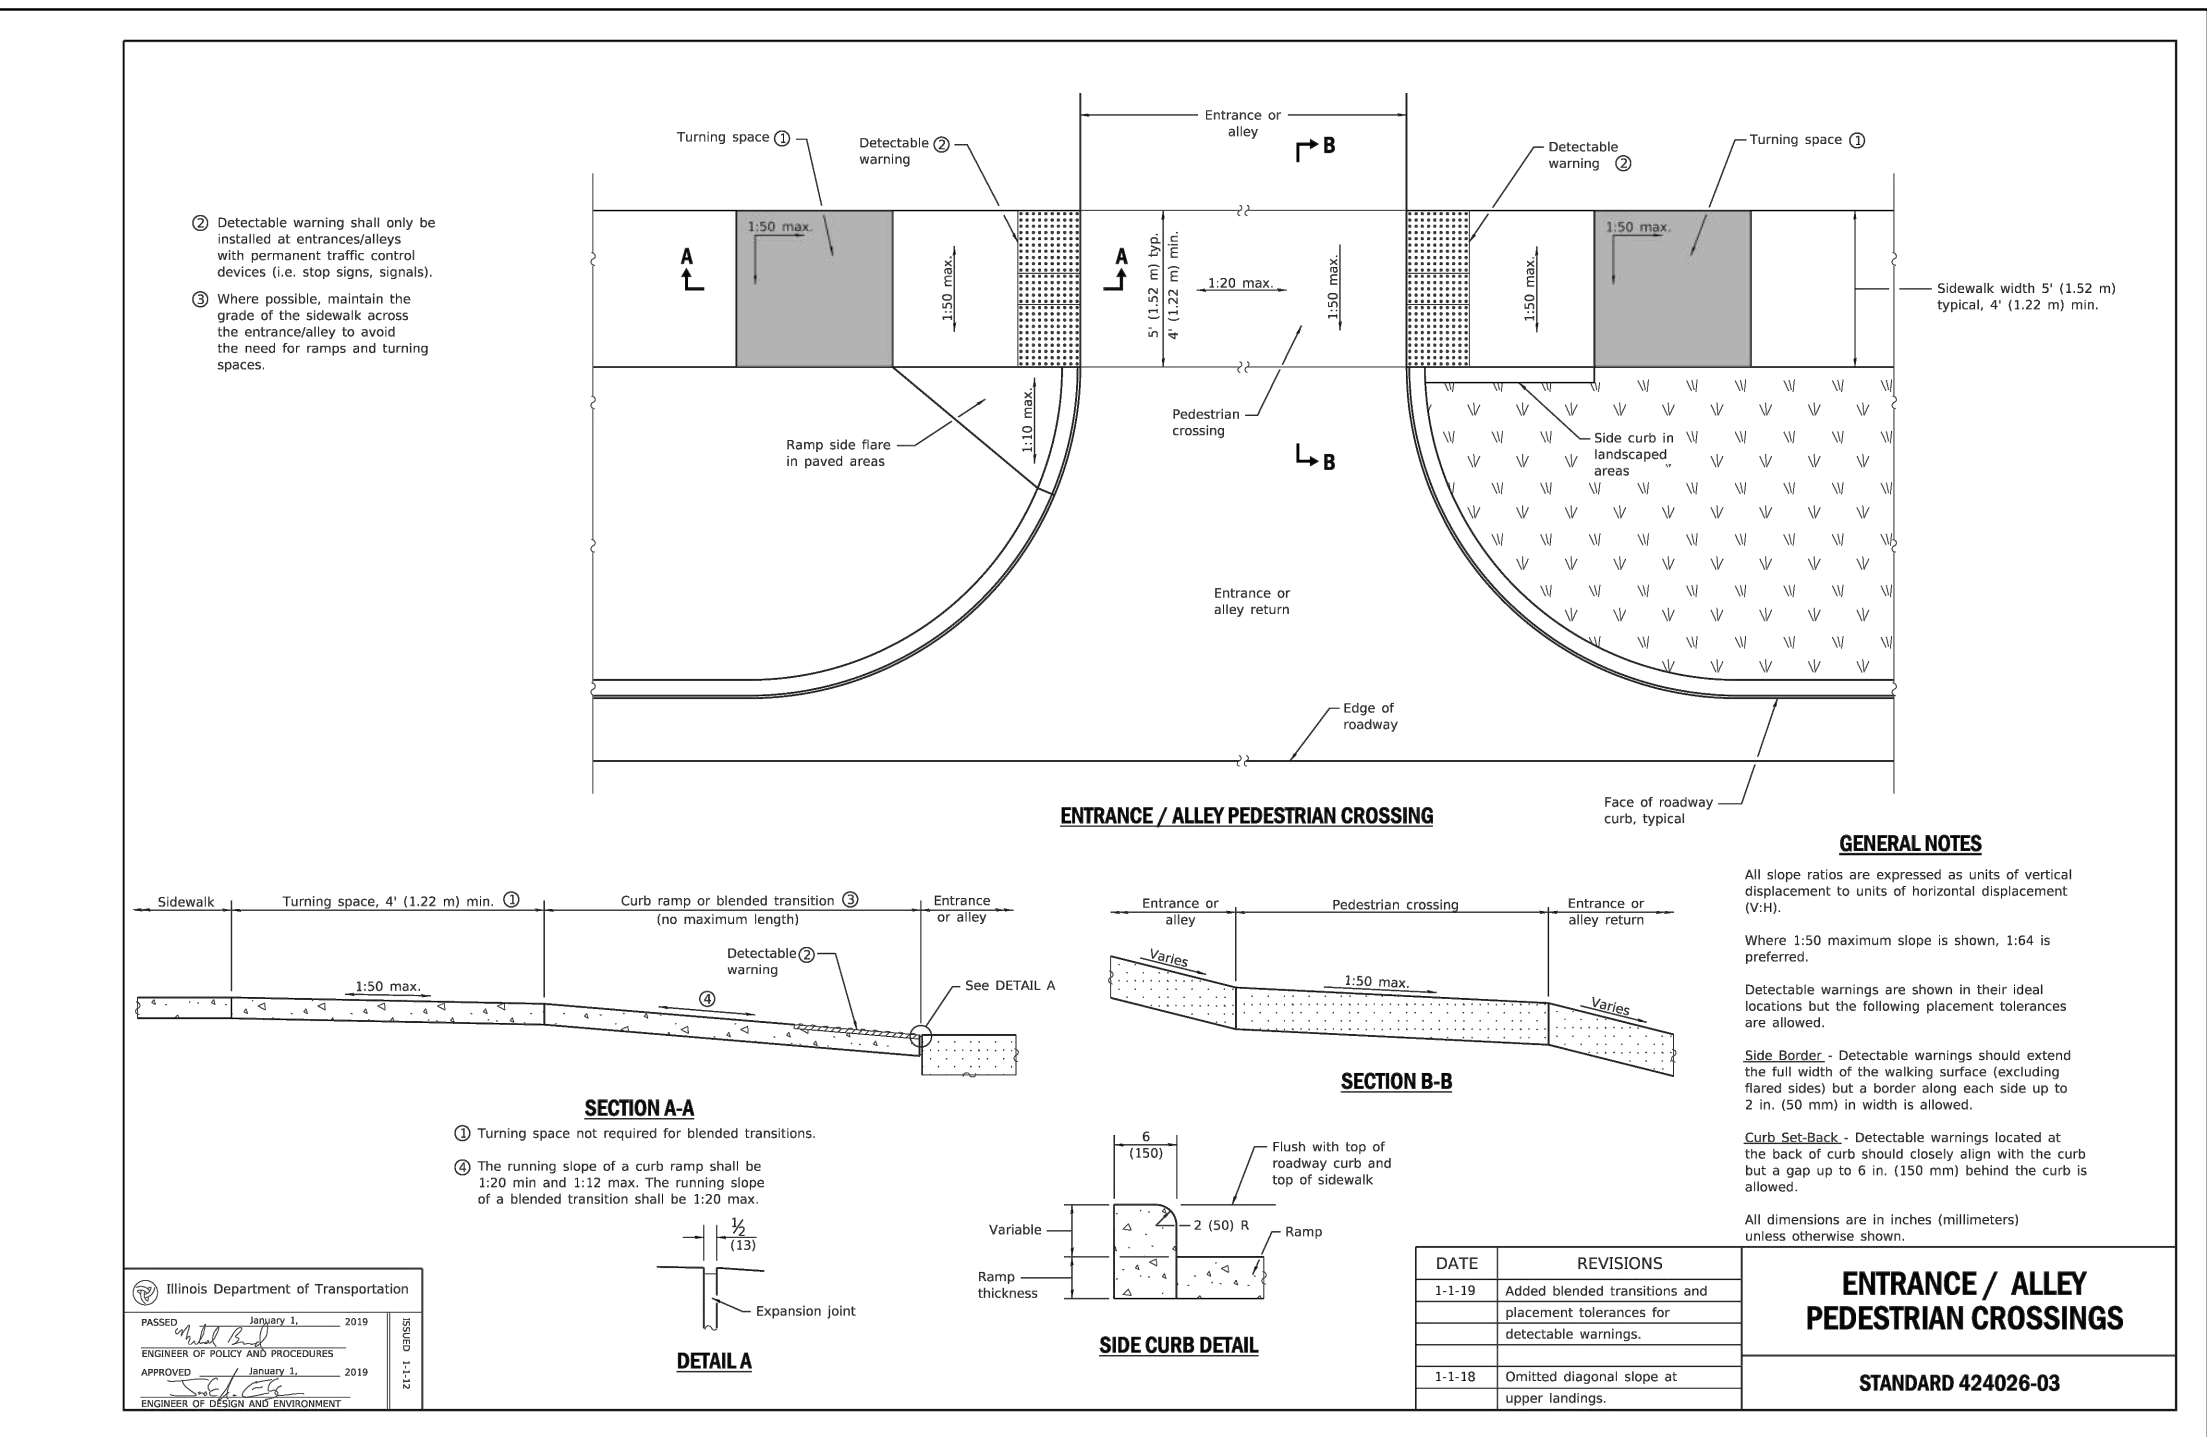 Entrance or
alley
B
Turning space ①
Detectable ②
warning
Detectable
warning ②
Turning space ①
② Detectable warning shall only be
installed at entrances/alleys
with permanent traffic control
devices (i.e. stop signs, signals).
③ Where possible, maintain the
grade of the sidewalk across
the entrance/alley to avoid
the need for ramps and turning
spaces.
1:50 max.
A
1:50 max.
A
5' (1.52 m) typ.
4' (1.22 m) min.
1:20 max.
1:50 max.
1:50 max.
1:50 max.
Sidewalk width 5' (1.52 m)
typical, 4' (1.22 m) min.
1:10 max.
Ramp side flare
in paved areas
Pedestrian
crossing
B
Side curb in
landscaped
areas
Entrance or
alley return
Edge of
roadway
Face of roadway
curb, typical
ENTRANCE / ALLEY PEDESTRIAN CROSSING
Sidewalk
Turning space, 4' (1.22 m) min. ①
Curb ramp or blended transition ③
(no maximum length)
Entrance
or alley
Detectable ②
warning
1:50 max.
④
See DETAIL A
SECTION A-A
① Turning space not required for blended transitions.
④ The running slope of a curb ramp shall be
1:20 min and 1:12 max. The running slope
of a blended transition shall be 1:20 max.
Entrance or
alley
Pedestrian crossing
Entrance or
alley return
Varies
1:50 max.
Varies
SECTION B-B
½
(13)
Expansion joint
DETAIL A
6
(150)
Flush with top of
roadway curb and
top of sidewalk
Variable
2 (50) R
Ramp
Ramp
thickness
SIDE CURB DETAIL
GENERAL NOTES
All slope ratios are expressed as units of vertical
displacement to units of horizontal displacement
(V:H).
Where 1:50 maximum slope is shown, 1:64 is
preferred.
Detectable warnings are shown in their ideal
locations but the following placement tolerances
are allowed.
Side Border - Detectable warnings should extend
the full width of the walking surface (excluding
flared sides) but a border along each side up to
2 in. (50 mm) in width is allowed.
Curb Set-Back - Detectable warnings located at
the back of curb should closely align with the curb
but a gap up to 6 in. (150 mm) behind the curb is
allowed.
All dimensions are in inches (millimeters)
unless otherwise shown.
Illinois Department of Transportation
PASSED January 1, 2019
ENGINEER OF POLICY AND PROCEDURES
APPROVED January 1, 2019
ENGINEER OF DESIGN AND ENVIRONMENT
ISSUED 1-1-12
DATE REVISIONS
1-1-19 Added blended transitions and
placement tolerances for
detectable warnings.
1-1-18 Omitted diagonal slope at
upper landings.
ENTRANCE / ALLEY
PEDESTRIAN CROSSINGS
STANDARD 424026-03